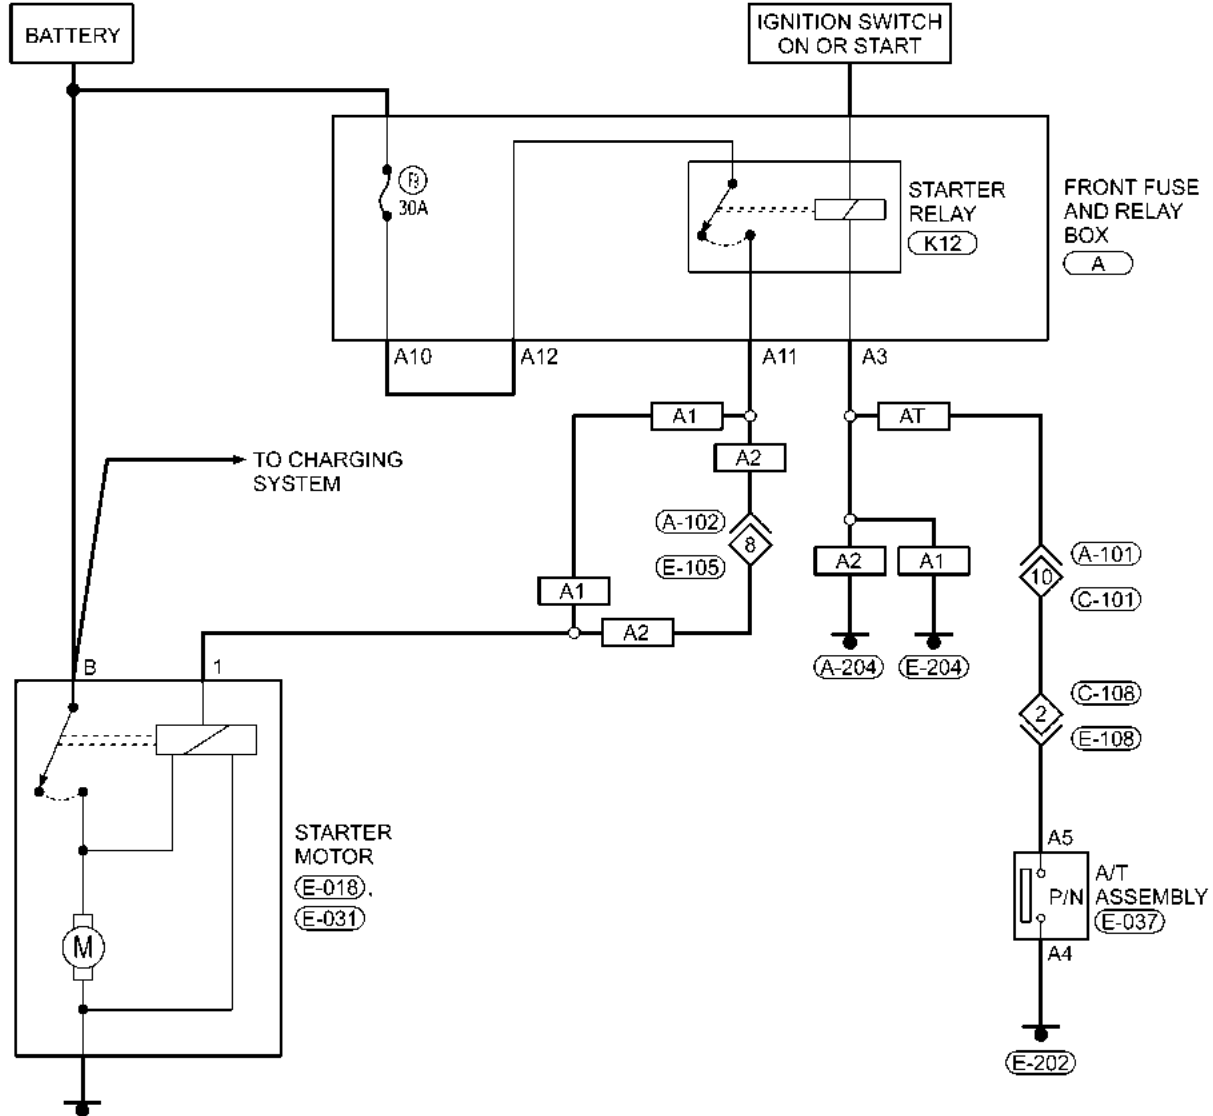 BATTERY
IGNITION SWITCH
ON OR START
30A
STARTER
RELAY
K12
FRONT FUSE
AND RELAY
BOX
A
A10
A12
A11
A3
A1
AT
A2
TO CHARGING
SYSTEM
A-102
8
E-105
A-101
10
C-101
A2
A1
A1
A2
A-204
E-204
B
1
C-108
2
E-108
STARTER
MOTOR
E-018,
E-031
M
A5
P/N
A/T
ASSEMBLY
E-037
A4
E-202